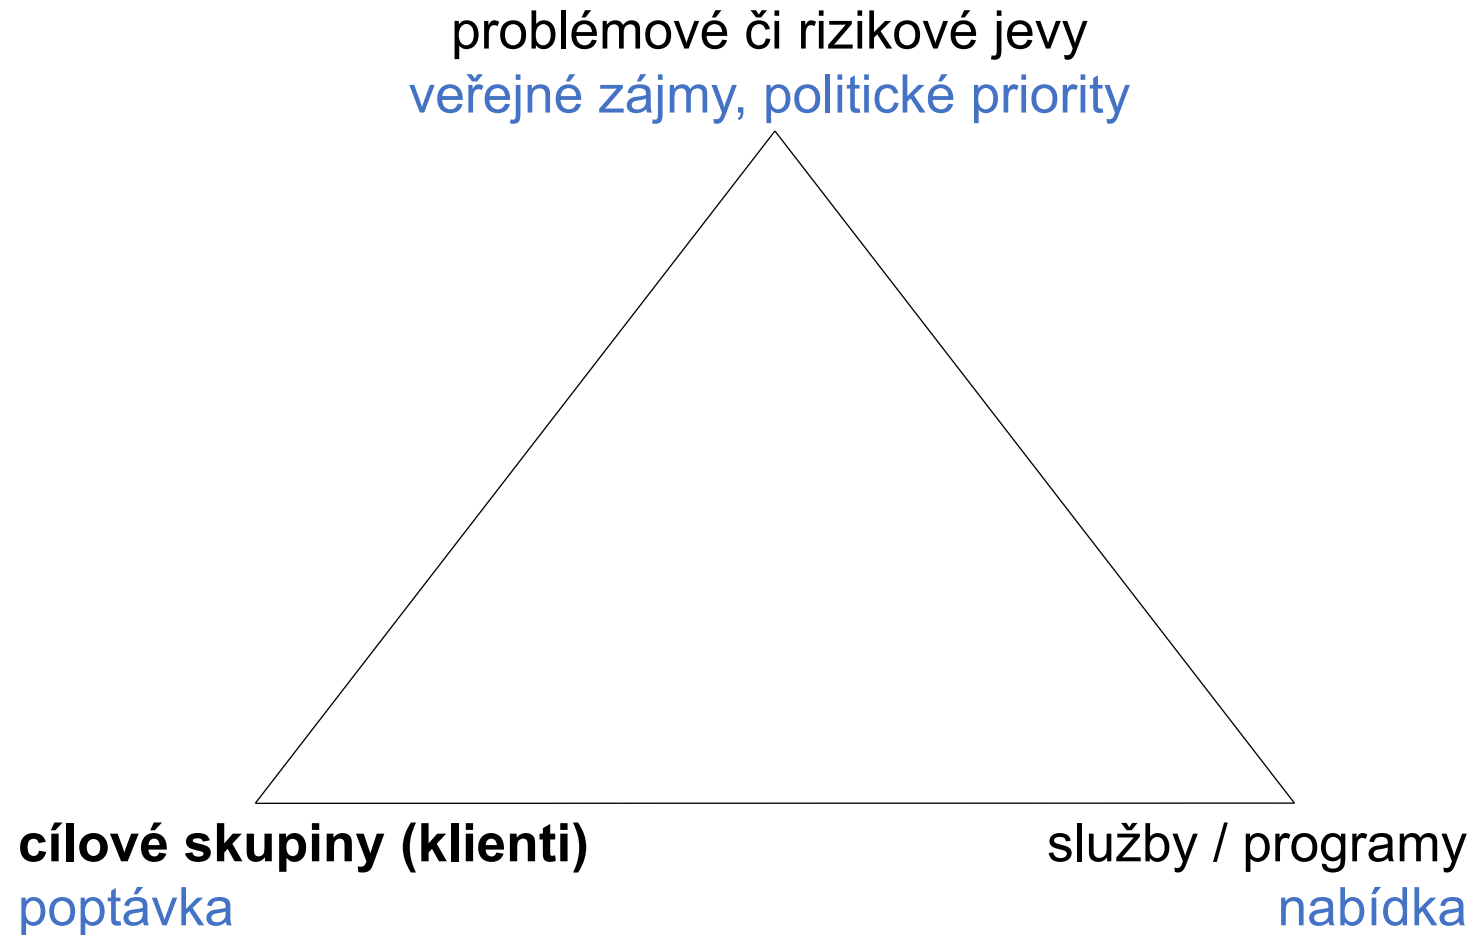 problémové či rizikové jevy
veřejné zájmy, politické priority
cílové skupiny (klienti)
poptávka
služby / programy
nabídka